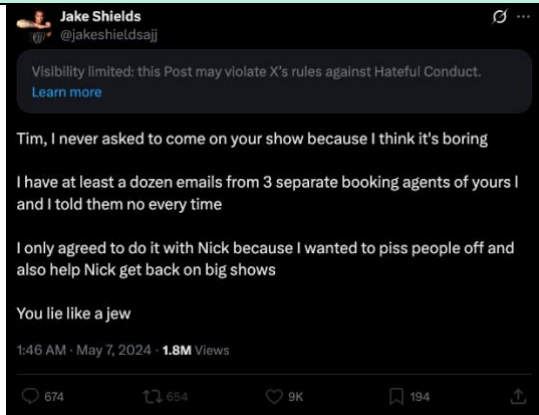 Jake Shields
@jakeshieldsajj
Visibility limited: this Post may violate X's rules against Hateful Conduct.
Learn more
Tim, I never asked to come on your show because I think it's boring
I have at least a dozen emails from 3 separate booking agents of yours I
and I told them no every time
I only agreed to do it with Nick because I wanted to piss people off and
also help Nick get back on big shows
You lie like a jew
1:46 AM · May 7, 2024 · 1.8M Views
674 654 9K 194